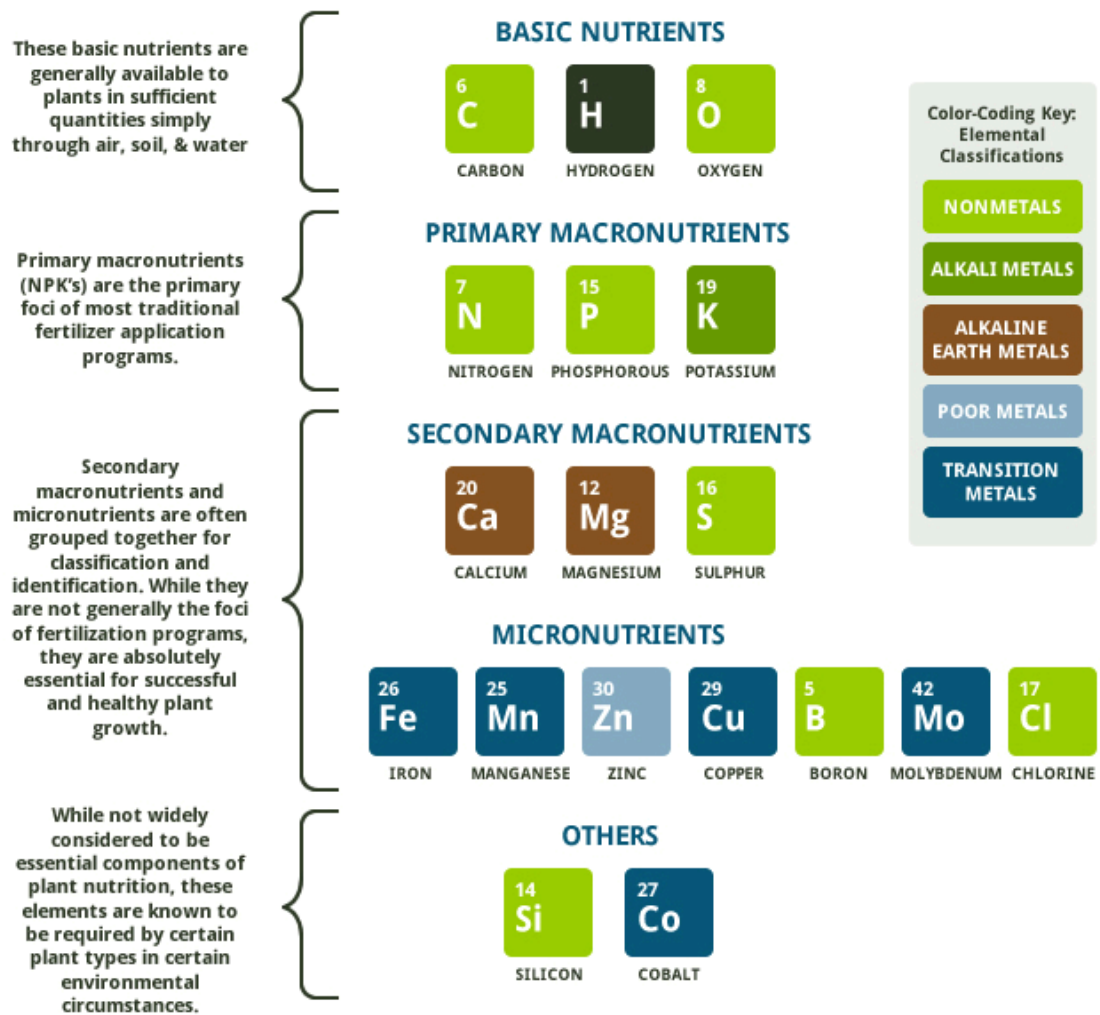 These basic nutrients are
generally available to
plants in sufficient
quantities simply
through air, soil, & water
BASIC NUTRIENTS
6
C
CARBON
1
H
HYDROGEN
8
O
OXYGEN
Color-Coding Key:
Elemental
Classifications
NONMETALS
ALKALI METALS
ALKALINE
EARTH METALS
POOR METALS
TRANSITION
METALS
Primary macronutrients
(NPK's) are the primary
foci of most traditional
fertilizer application
programs.
PRIMARY MACRONUTRIENTS
7
N
NITROGEN
15
P
PHOSPHOROUS
19
K
POTASSIUM
Secondary
macronutrients and
micronutrients are often
grouped together for
classification and
identification. While they
are not generally the foci
of fertilization programs,
they are absolutely
essential for successful
and healthy plant
growth.
SECONDARY MACRONUTRIENTS
20
Ca
CALCIUM
12
Mg
MAGNESIUM
16
S
SULPHUR
MICRONUTRIENTS
26
Fe
IRON
25
Mn
MANGANESE
30
Zn
ZINC
29
Cu
COPPER
5
B
BORON
42
Mo
MOLYBDENUM
17
Cl
CHLORINE
While not widely
considered to be
essential components of
plant nutrition, these
elements are known to
be required by certain
plant types in certain
environmental
circumstances.
OTHERS
14
Si
SILICON
27
Co
COBALT